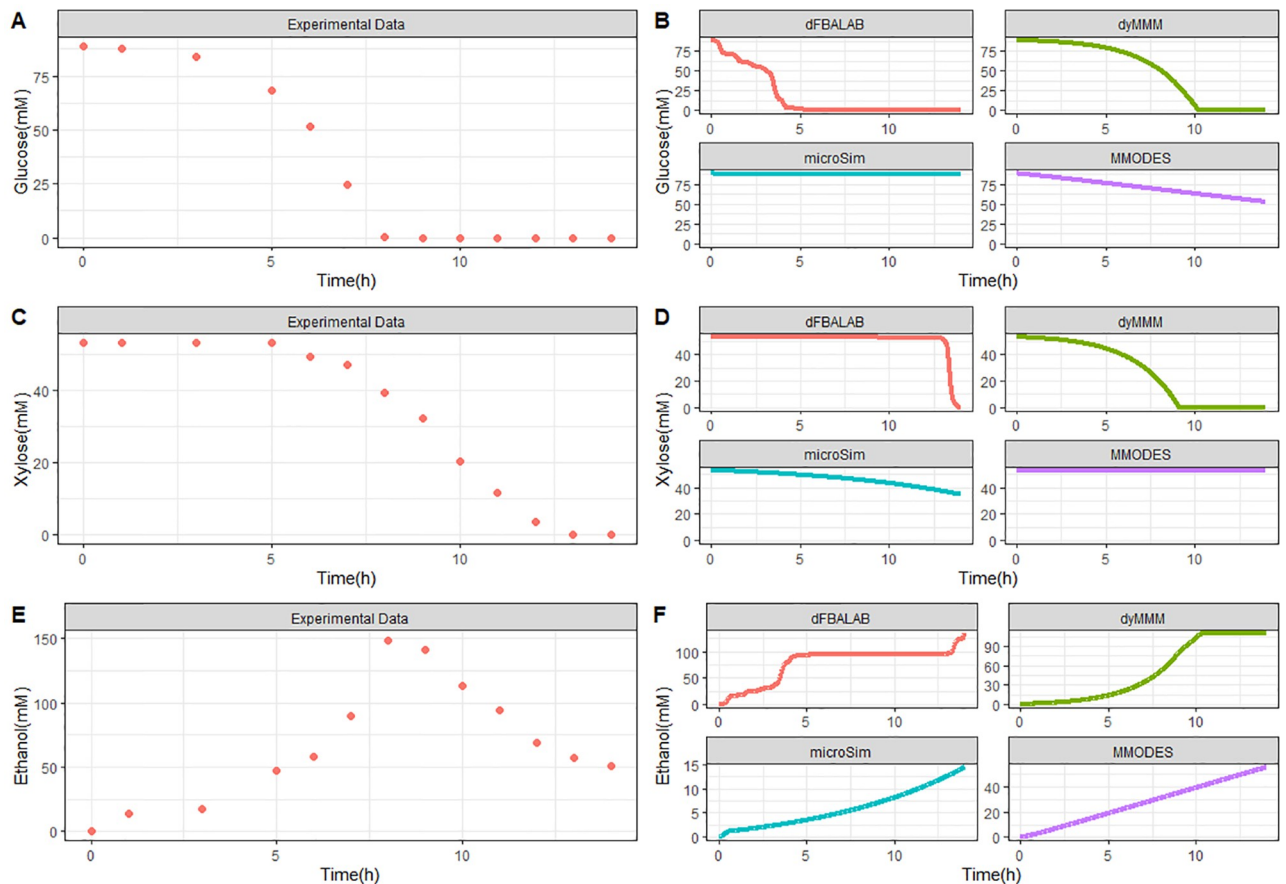 A
Experimental Data
Glucose(mM)
75
50
25
0
0 5 10
Time(h)
B
dFBALAB
dyMMM
Glucose(mM)
75
50
25
0
0 5 10
75
50
25
0
0 5 10
microSim
MMODES
75
50
25
0
0 5 10
75
50
25
0
0 5 10
Time(h)
C
Experimental Data
Xylose(mM)
40
20
0
0 5 10
Time(h)
D
dFBALAB
dyMMM
Xylose(mM)
40
20
0
0 5 10
40
20
0
0 5 10
microSim
MMODES
40
20
0
0 5 10
40
20
0
0 5 10
Time(h)
E
Experimental Data
Ethanol(mM)
150
100
50
0
0 5 10
Time(h)
F
dFBALAB
dyMMM
Ethanol(mM)
100
50
0
0 5 10
90
60
30
0
0 5 10
microSim
MMODES
15
10
5
0
0 5 10
40
20
0
0 5 10
Time(h)